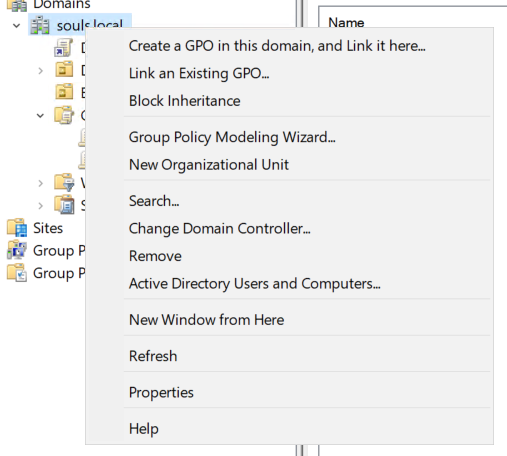 Domains
souls.local
Name
Create a GPO in this domain, and Link it here...
Link an Existing GPO...
Block Inheritance
Group Policy Modeling Wizard...
New Organizational Unit
Search...
Change Domain Controller...
Remove
Active Directory Users and Computers...
New Window from Here
Refresh
Properties
Help
Sites
Group P
Group P